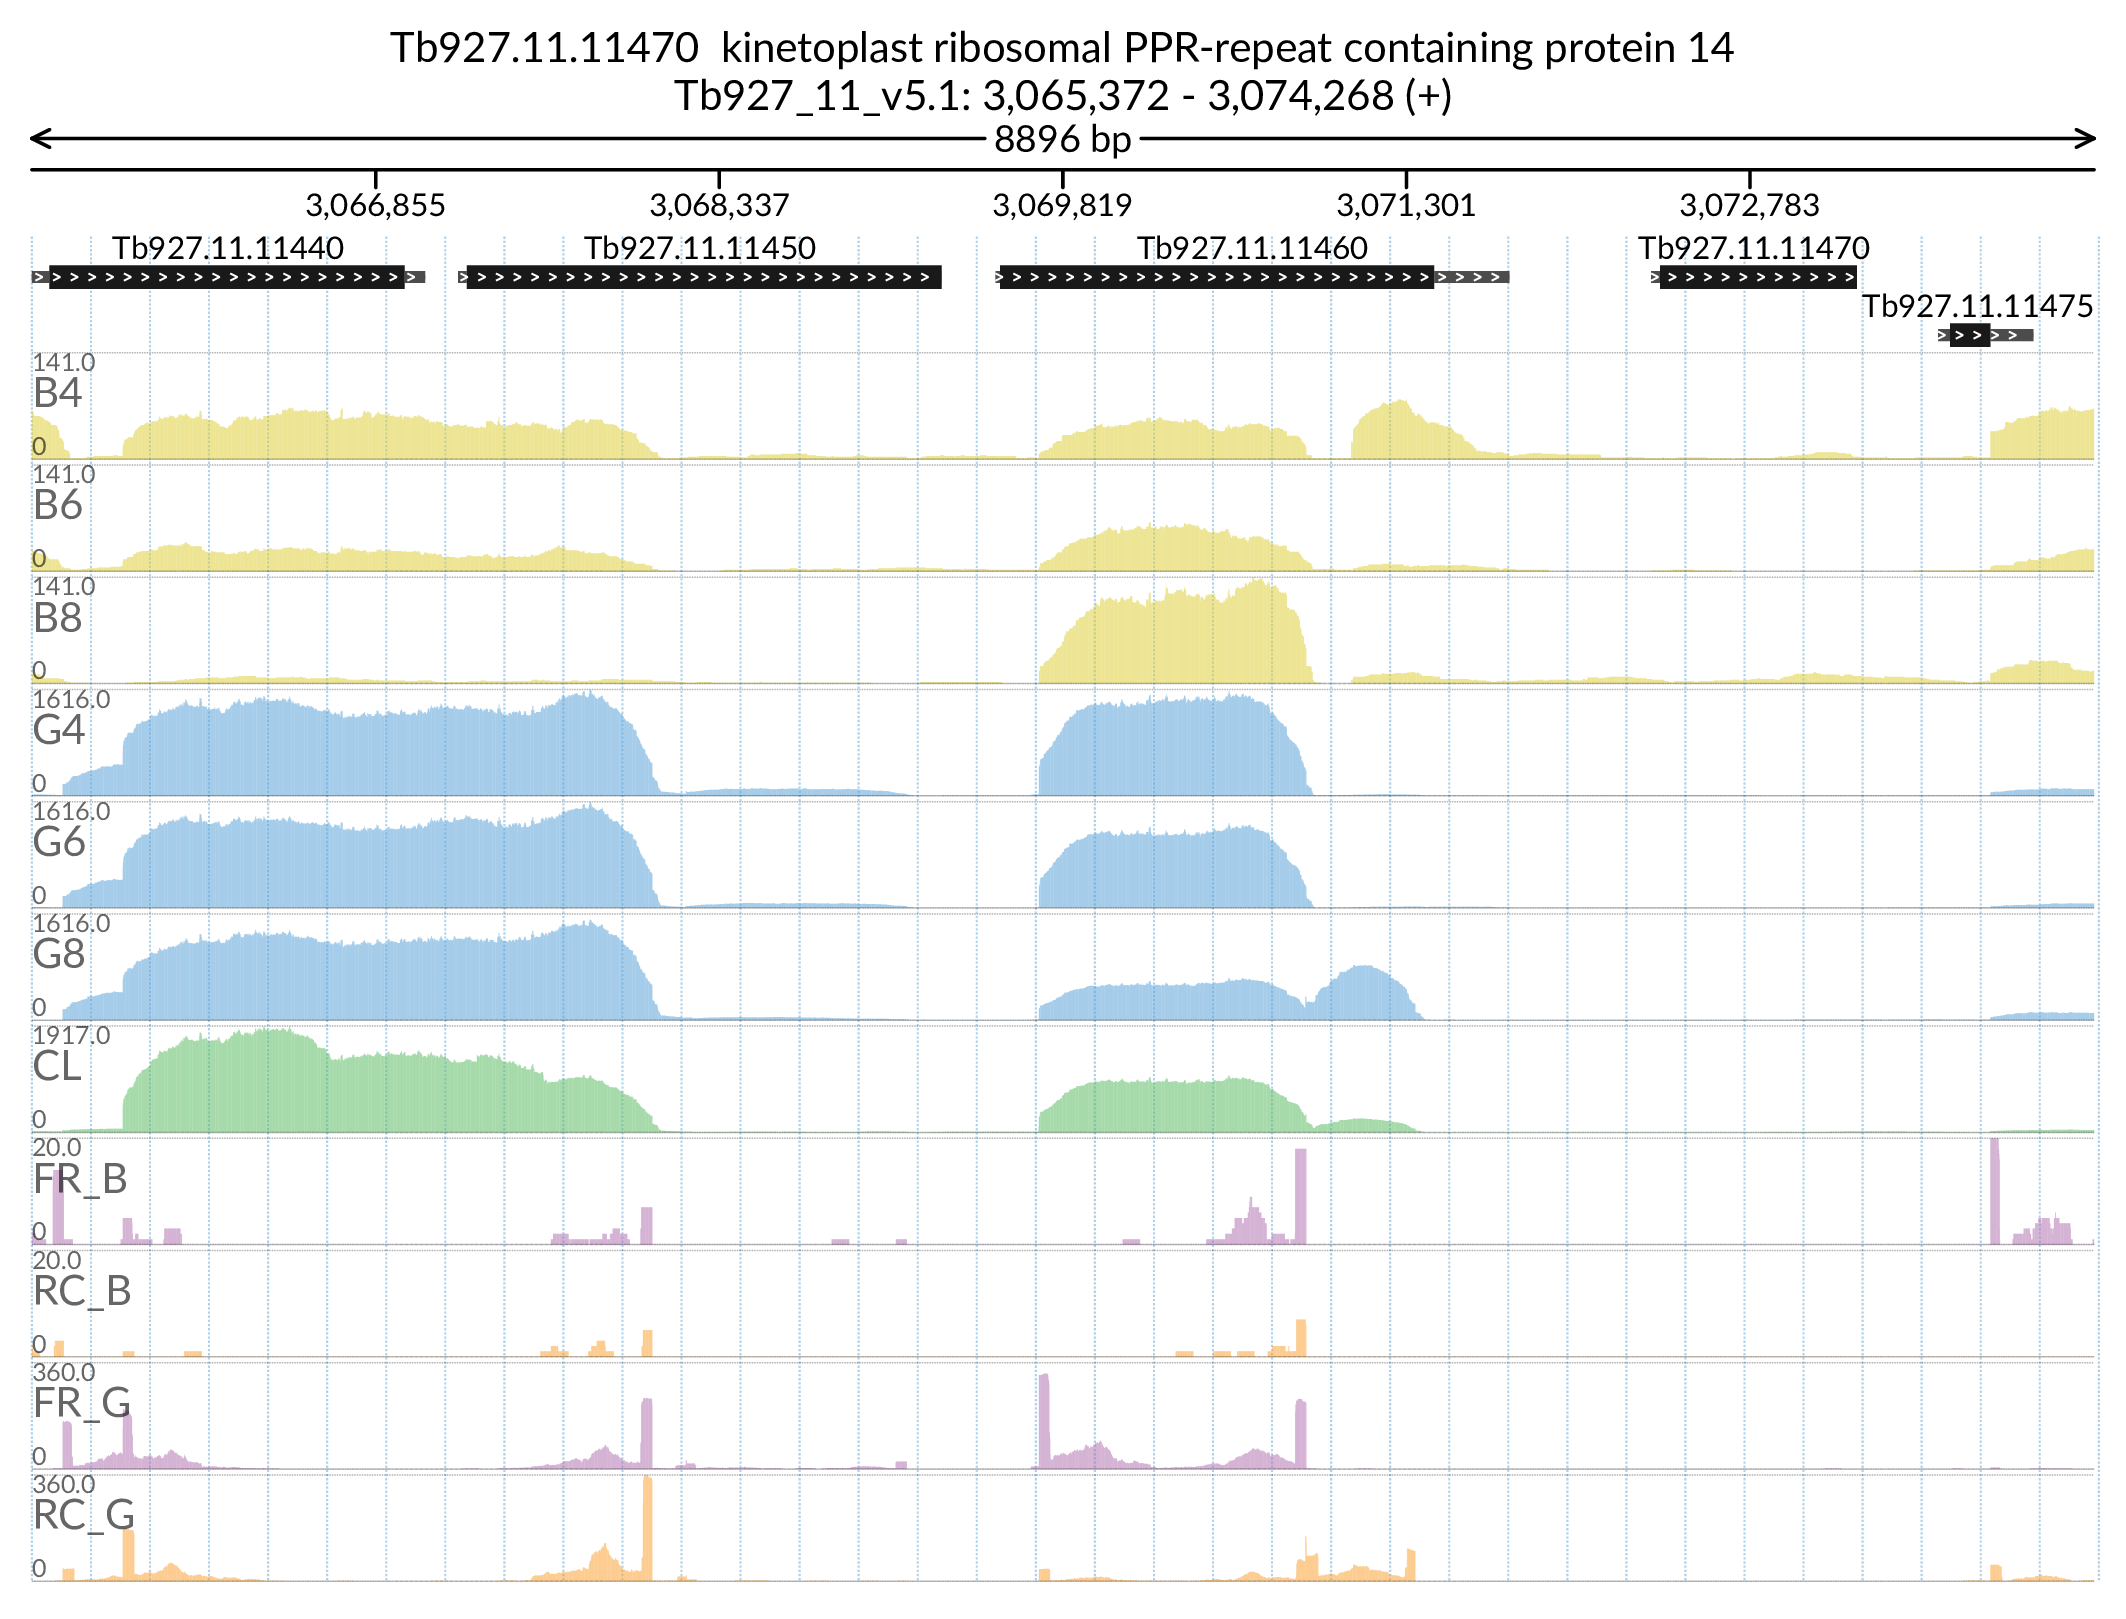 Tb927.11.11470  kinetoplast ribosomal PPR-repeat containing protein 14
Tb927_11_v5.1: 3,065,372 - 3,074,268 (+)
8896 bp
3,066,855 3,068,337 3,069,819 3,071,301 3,072,783
Tb927.11.11440 Tb927.11.11450 Tb927.11.11460 Tb927.11.11470
Tb927.11.11475
141.0
B4
0
141.0
B6
0
141.0
B8
0
1616.0
G4
0
1616.0
G6
0
1616.0
G8
0
1917.0
CL
0
20.0
FR_B
0
20.0
RC_B
0
360.0
FR_G
0
360.0
RC_G
0